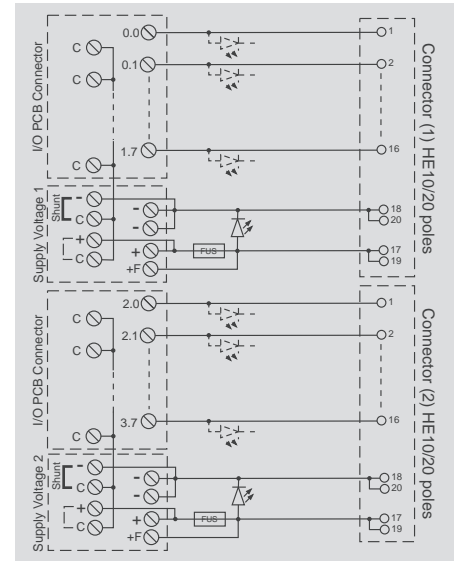 I/O PCB Connector
C
C
C
0.0
0.1
1.7
1
2
16
Connector (1) HE10/20 poles
Supply Voltage 1
Shunt
-
C
+
C
-
-
+
+F
FUS
18
20
17
19
I/O PCB Connector
C
C
C
2.0
2.1
3.7
1
2
16
Connector (2) HE10/20 poles
Supply Voltage 2
Shunt
-
C
+
C
-
-
+
+F
FUS
18
20
17
19